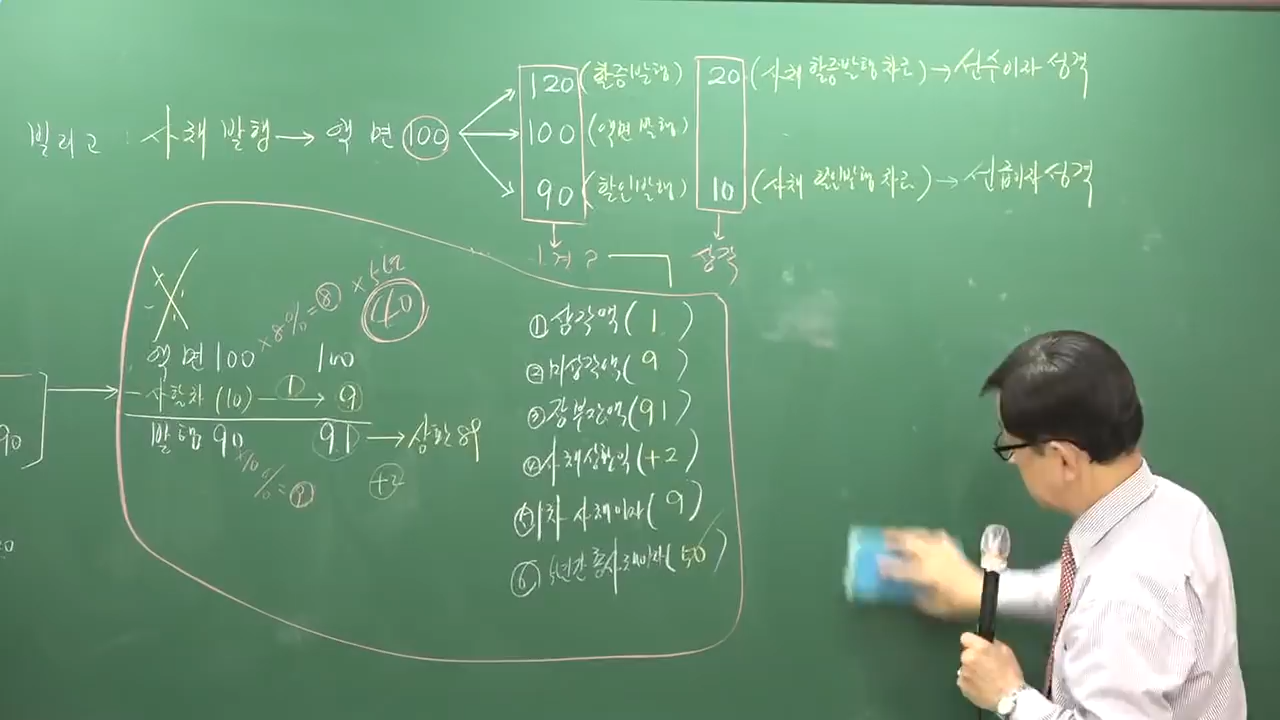 120 (할증발행) 20 (사채 할증발행 차금) → 선수이자 성격
빌리고 : 사채 발행 → 액면 100 100 (액면 발행)
90 (할인발행) 10 (사채 할인발행 차금) → 선급이자 성격
상각
×8%=8 ×5년 40
액면 100 100
- 사할차 (10) 1 → 9
발행 90 91 → 상환 89
×10%=9 +2
① 상각액 ( 1 )
② 미상각액 ( 9 )
③ 장부잔액 (91)
④ 사채상환익 (+2)
⑤ 1차 사채이자 ( 9 )
⑥ 5년간 총사채이자 (50)
90